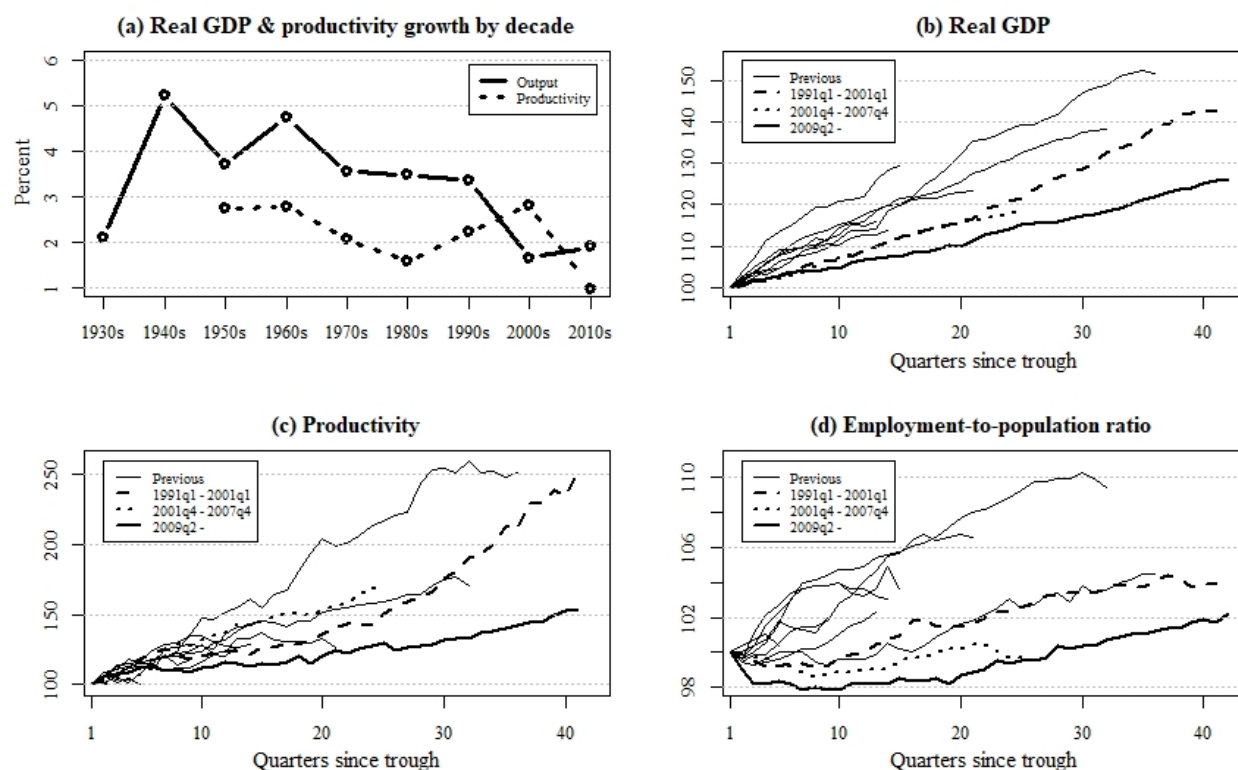 (a) Real GDP & productivity growth by decade
6
5
4
3
2
1
Percent
Output
Productivity
1930s 1940s 1950s 1960s 1970s 1980s 1990s 2000s 2010s
(b) Real GDP
150
140
130
120
110
100
Previous
1991q1 - 2001q1
2001q4 - 2007q4
2009q2 -
1 10 20 30 40
Quarters since trough
(c) Productivity
250
200
150
100
Previous
1991q1 - 2001q1
2001q4 - 2007q4
2009q2 -
1 10 20 30 40
Quarters since trough
(d) Employment-to-population ratio
110
106
102
98
Previous
1991q1 - 2001q1
2001q4 - 2007q4
2009q2 -
1 10 20 30 40
Quarters since trough